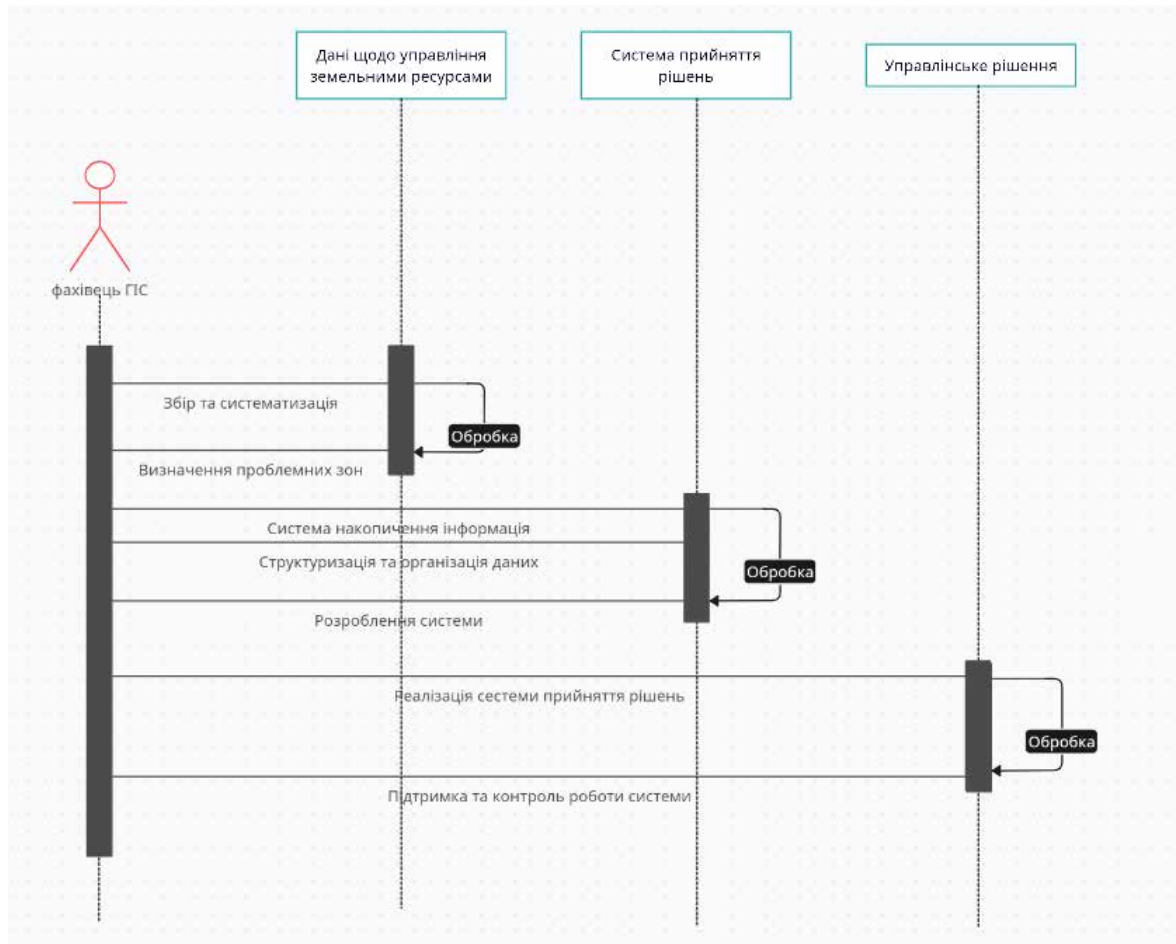 Дані щодо управління
земельними ресурсами
Система прийняття
рішень
Управлінське рішення
фахівець ГІС
Збір та систематизація
Обробка
Визначення проблемних зон
Система накопичення інформація
Структуризація та організація даних
Обробка
Розроблення системи
Реалізація сестеми прийняття рішень
Обробка
Підтримка та контроль роботи системи